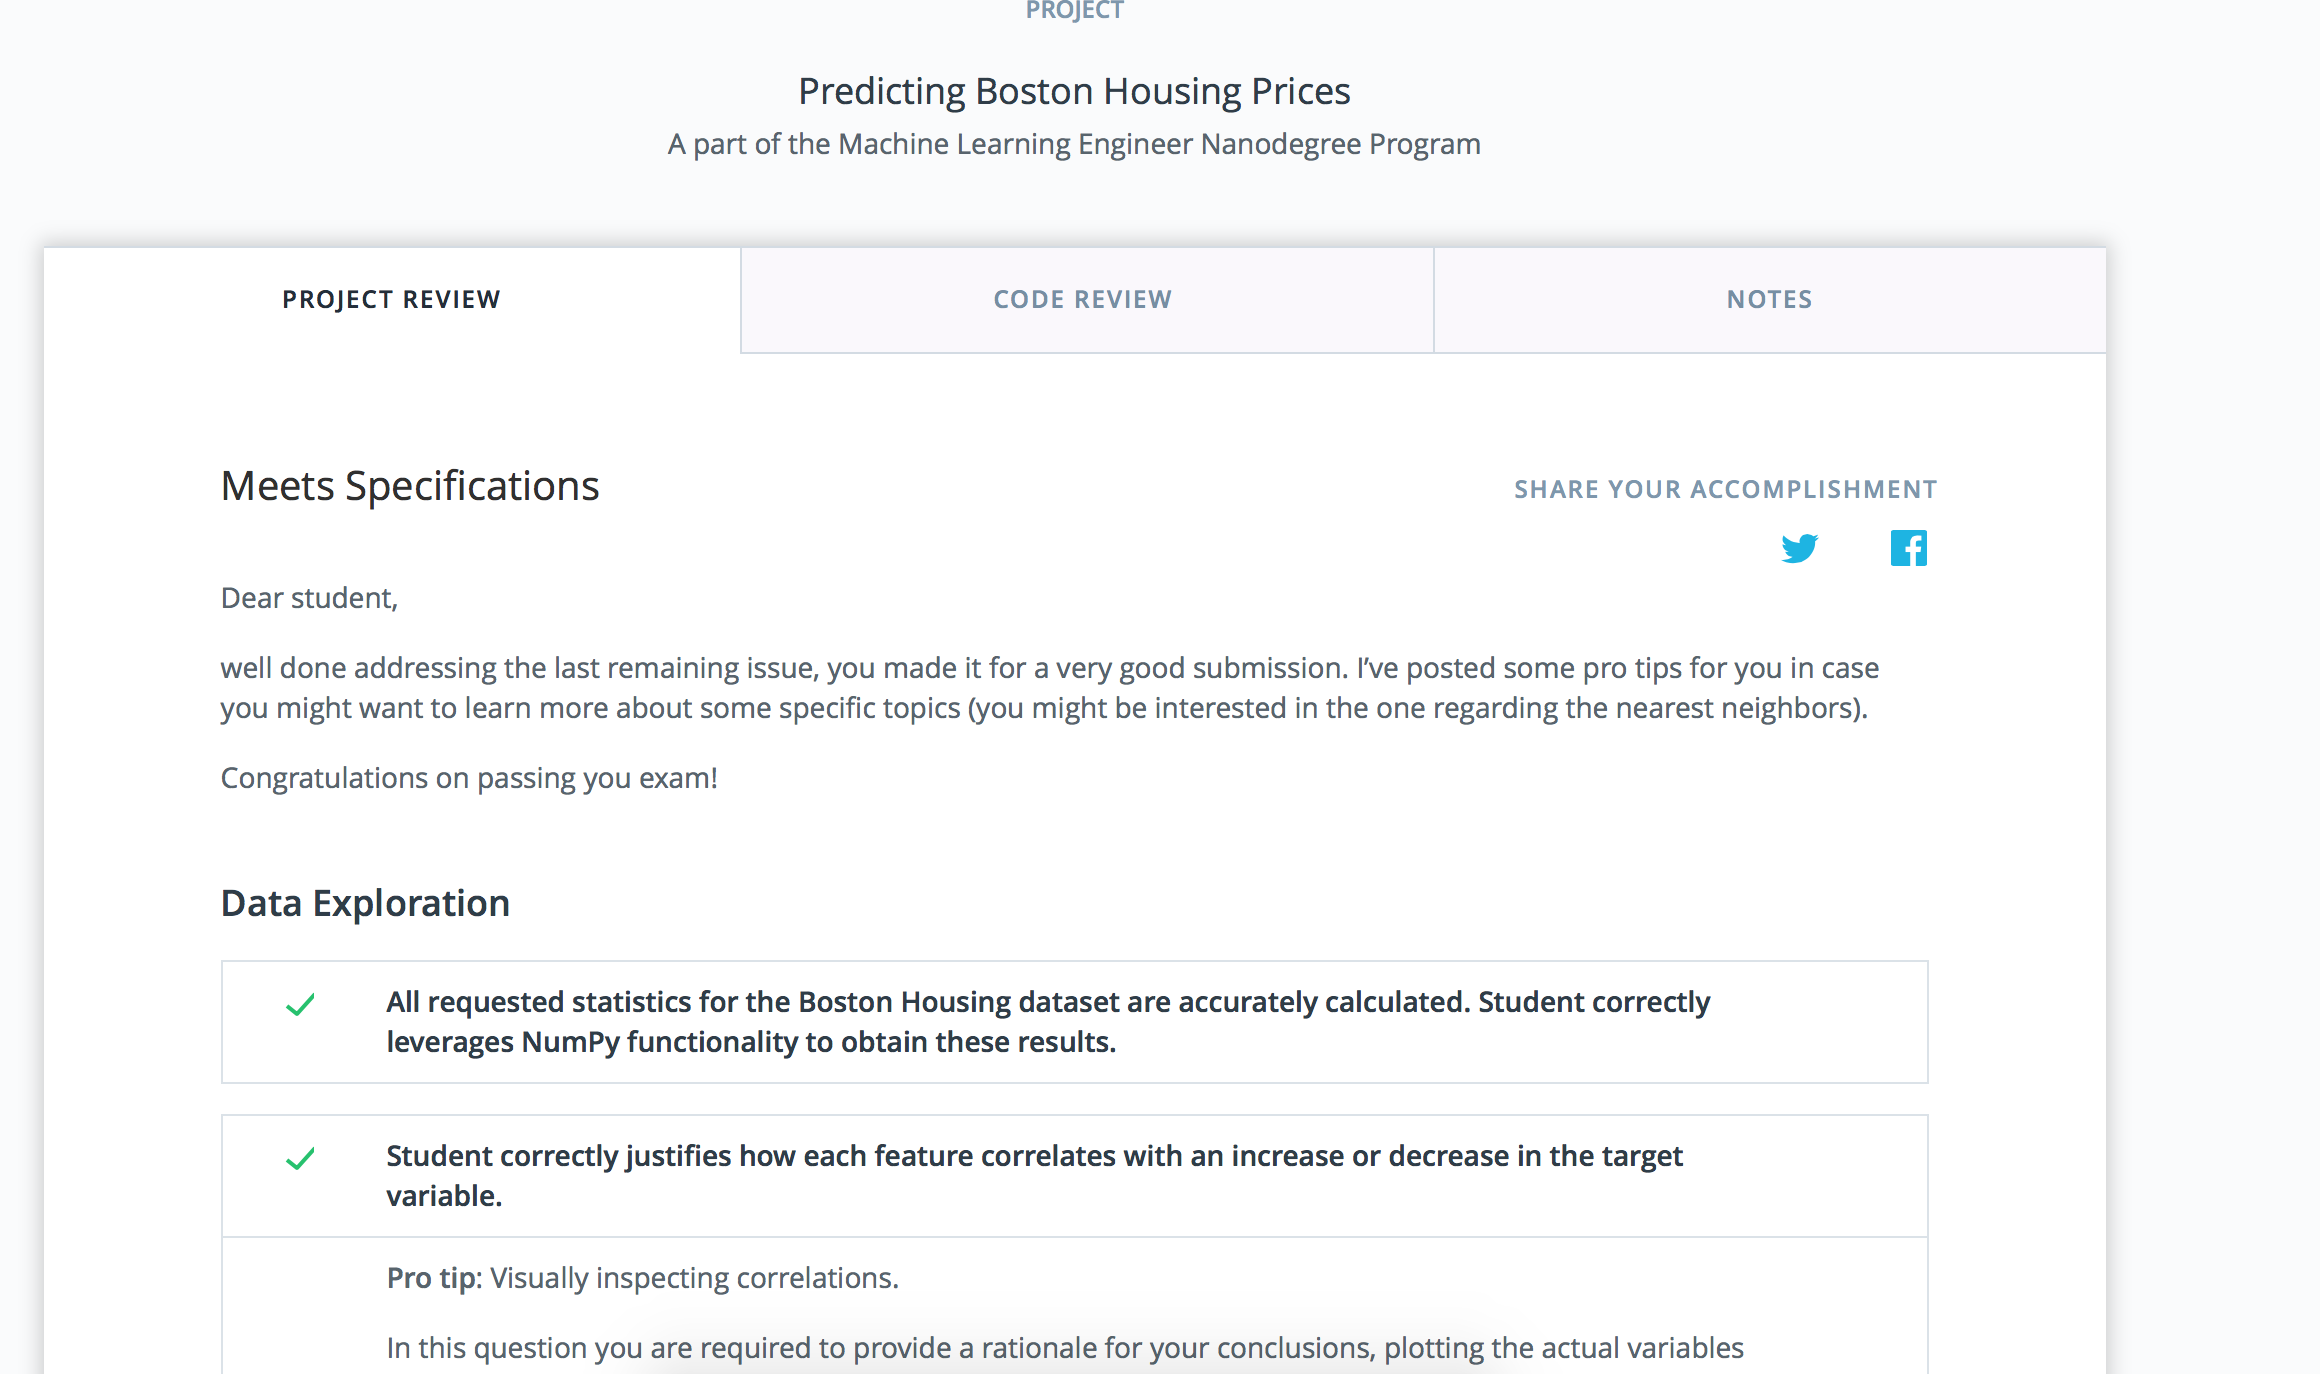 PROJECT
Predicting Boston Housing Prices
A part of the Machine Learning Engineer Nanodegree Program
PROJECT REVIEW
CODE REVIEW
NOTES
Meets Specifications
SHARE YOUR ACCOMPLISHMENT
Dear student,
well done addressing the last remaining issue, you made it for a very good submission. I’ve posted some pro tips for you in case
you might want to learn more about some specific topics (you might be interested in the one regarding the nearest neighbors).
Congratulations on passing you exam!
Data Exploration
All requested statistics for the Boston Housing dataset are accurately calculated. Student correctly
leverages NumPy functionality to obtain these results.
Student correctly justifies how each feature correlates with an increase or decrease in the target
variable.
Pro tip: Visually inspecting correlations.
In this question you are required to provide a rationale for your conclusions, plotting the actual variables